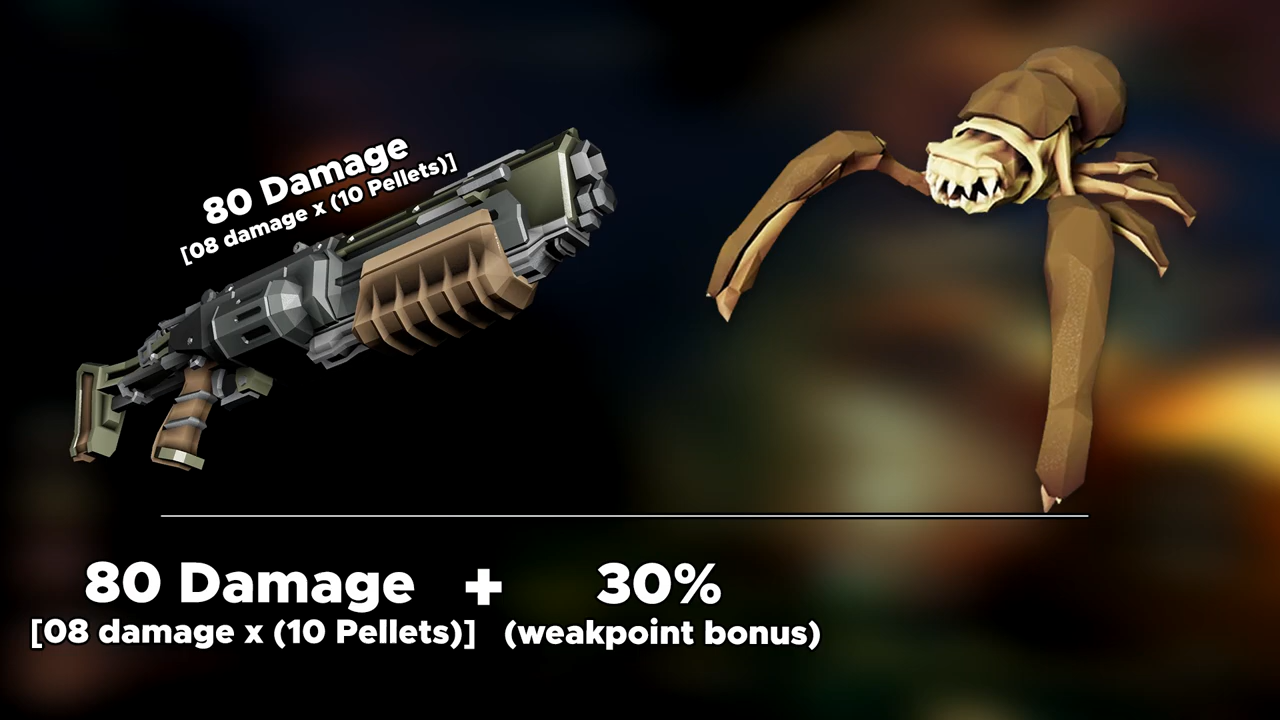 80 Damage
[08 damage x (10 Pellets)]
80 Damage + 30%
[08 damage x (10 Pellets)] (weakpoint bonus)